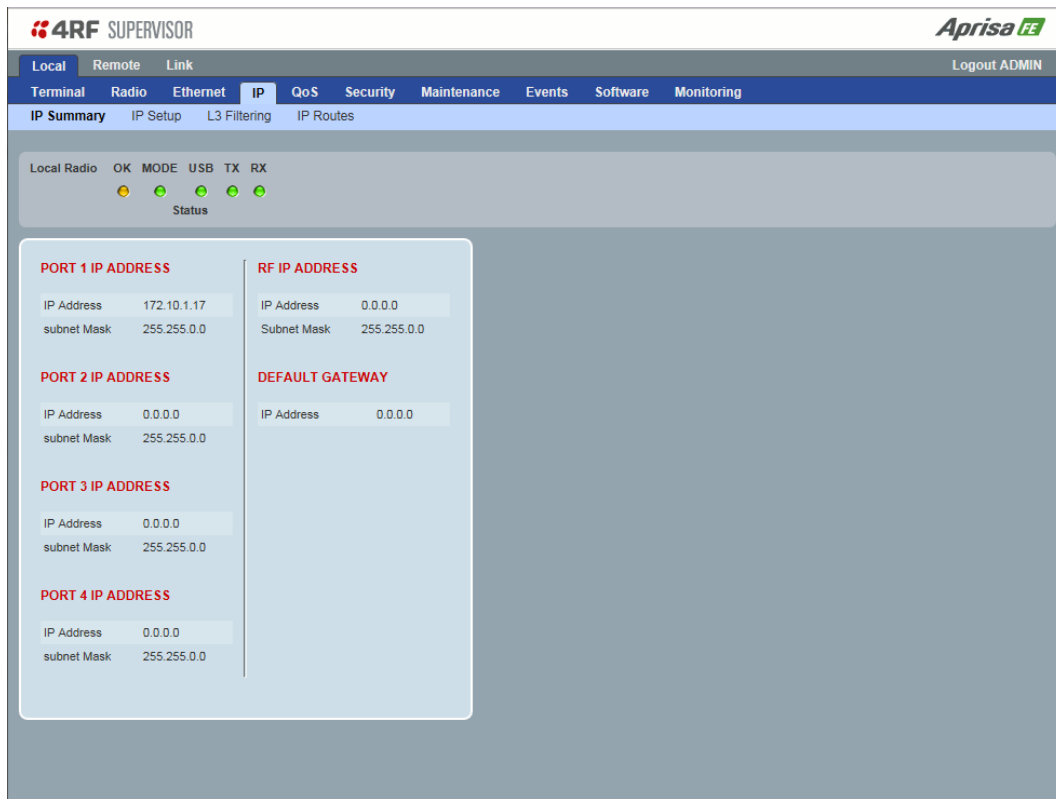 4RF SUPERVISOR
Aprisa FE
Local Remote Link Logout ADMIN
Terminal Radio Ethernet IP QoS Security Maintenance Events Software Monitoring
IP Summary IP Setup L3 Filtering IP Routes
Local Radio OK MODE USB TX RX
Status
PORT 1 IP ADDRESS
IP Address 172.10.1.17
subnet Mask 255.255.0.0
PORT 2 IP ADDRESS
IP Address 0.0.0.0
subnet Mask 255.255.0.0
PORT 3 IP ADDRESS
IP Address 0.0.0.0
subnet Mask 255.255.0.0
PORT 4 IP ADDRESS
IP Address 0.0.0.0
subnet Mask 255.255.0.0
RF IP ADDRESS
IP Address 0.0.0.0
Subnet Mask 255.255.0.0
DEFAULT GATEWAY
IP Address 0.0.0.0